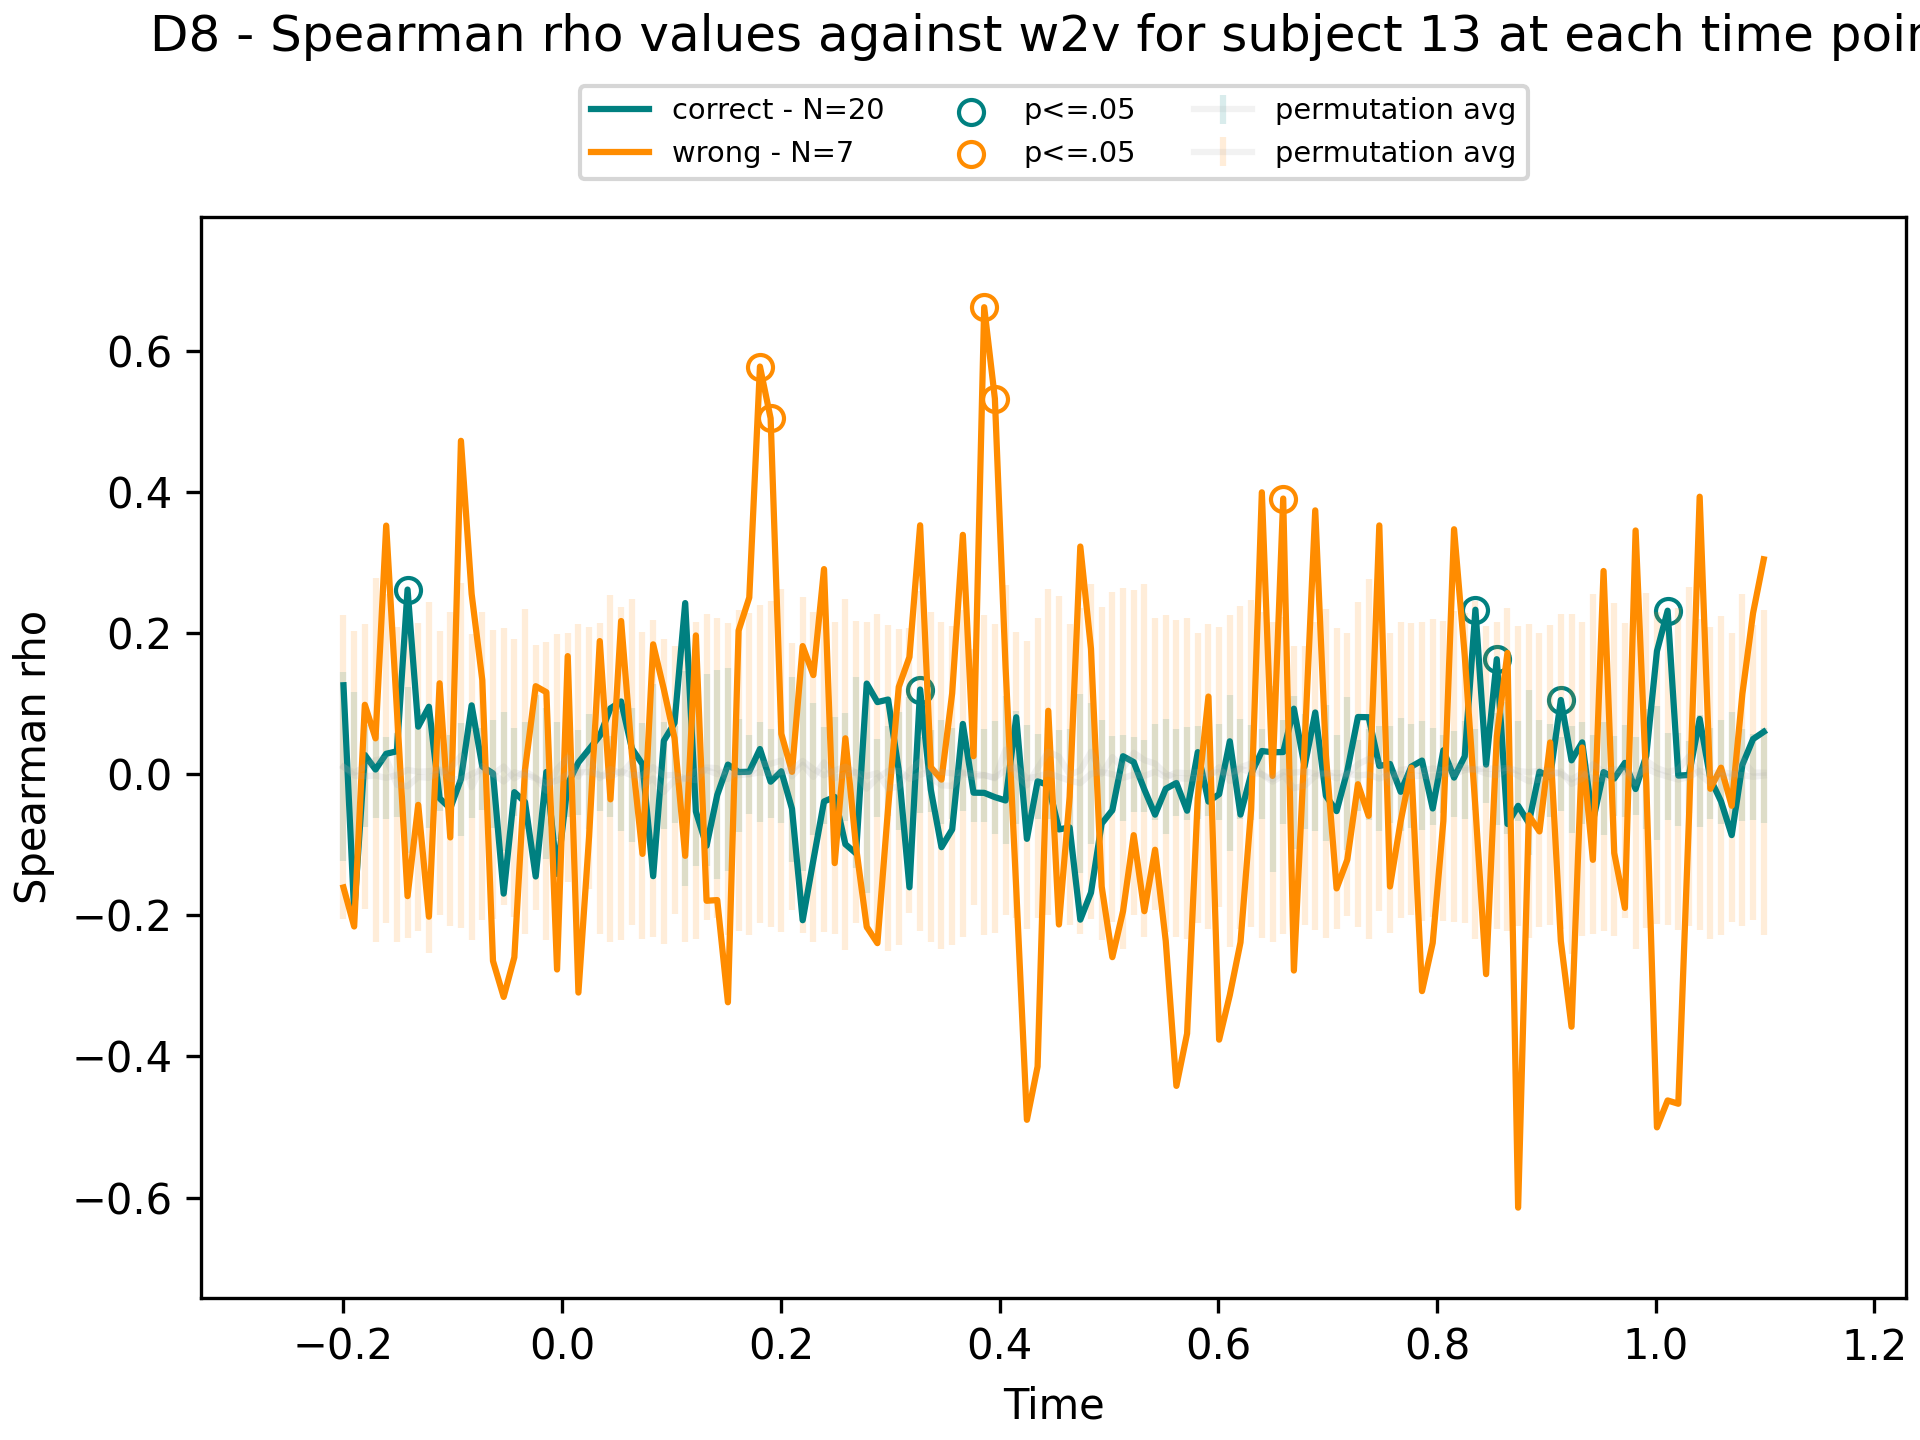 D8 - Spearman rho values against w2v for subject 13 at each time
correct - N=20 p<=.05 permutation avg
wrong - N=7 p<=.05 permutation avg
Spearman rho
0.6
0.4
0.2
0.0
−0.2
−0.4
−0.6
−0.2 0.0 0.2 0.4 0.6 0.8 1.0 1.2
Time